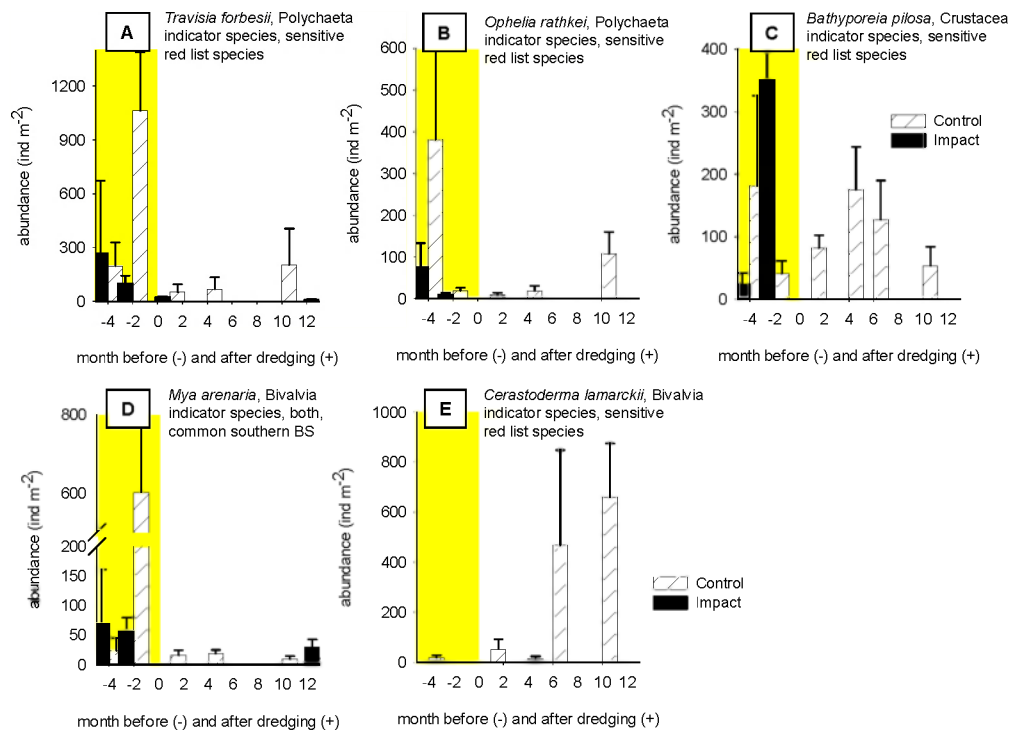 A
Travisia forbesii, Polychaeta
indicator species, sensitive
red list species
abundance (ind m-2)
1200
900
600
300
0
-4 -2 0 2 4 6 8 10 12
month before (-) and after dredging (+)
B
Ophelia rathkei, Polychaeta
indicator species, sensitive
red list species
abundance (ind m-2)
600
500
400
300
200
100
0
-4 -2 0 2 4 6 8 10 12
month before (-) and after dredging (+)
C
Bathyporeia pilosa, Crustacea
indicator species, sensitive
red list species
abundance (ind m-2)
400
300
200
100
0
Control
Impact
-4 -2 0 2 4 6 8 10 12
month before (-) and after dredging (+)
D
Mya arenaria, Bivalvia
indicator species, both,
common southern BS
abundance (ind m-2)
800
600
200
150
100
50
0
-4 -2 0 2 4 6 8 10 12
month before (-) and after dredging (+)
E
Cerastoderma lamarckii, Bivalvia
indicator species, sensitive
red list species
abundance (ind m-2)
1000
800
600
400
200
0
Control
Impact
-4 -2 0 2 4 6 8 10 12
month before (-) and after dredging (+)